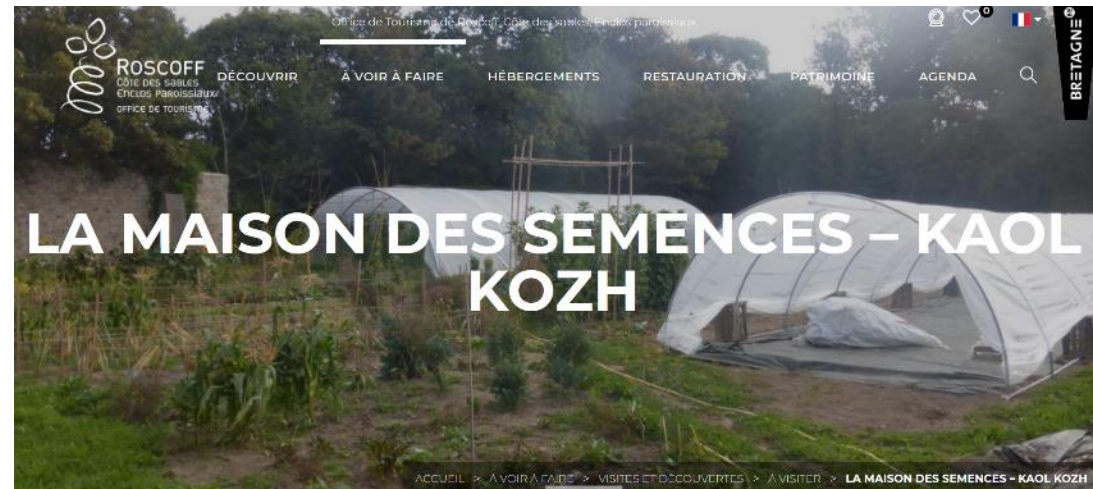 Office de Tourisme de Roscoff, Côte des sables, Enclos paroissiaux
0
BRETAGNE
ROSCOFF
CÔTE DES SABLES
ENCLOS PAROISSIAUX
OFFICE DE TOURISME
DÉCOUVRIR
À VOIR À FAIRE
HÉBERGEMENTS
RESTAURATION
PATRIMOINE
AGENDA
LA MAISON DES SEMENCES – KAOL
KOZH
ACCUEIL > À VOIR À FAIRE > VISITES ET DÉCOUVERTES > À VISITER > LA MAISON DES SEMENCES – KAOL KOZH